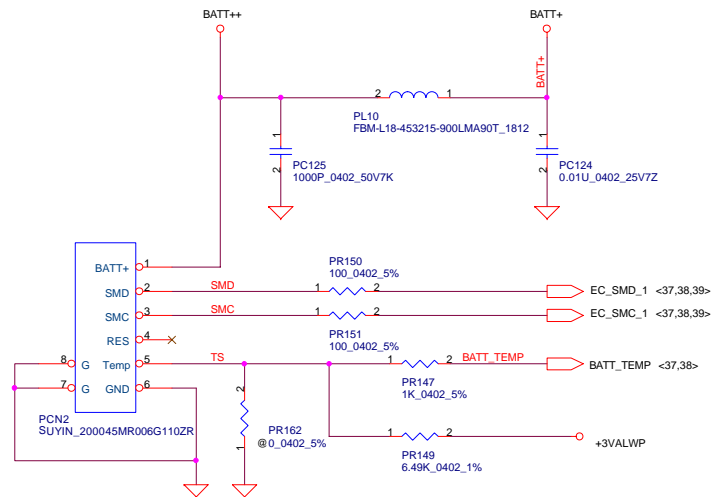 BATT++
BATT+
BATT+
2
1
PL10
FBM-L18-453215-900LMA90T_1812
1
2
PC125
1000P_0402_50V7K
1
2
PC124
0.01U_0402_25V7Z
BATT+
1
SMD
2
SMC
3
RES
4
8
G
Temp
5
7
G
GND
6
PCN2
SUYIN_200045MR006G110ZR
SMD
1
2
PR150
100_0402_5%
EC_SMD_1 <37,38,39>
SMC
1
2
PR151
100_0402_5%
EC_SMC_1 <37,38,39>
TS
1
2
BATT_TEMP
PR147
1K_0402_5%
BATT_TEMP <37,38>
2
1
PR162
@0_0402_5%
1
2
PR149
6.49K_0402_1%
+3VALWP